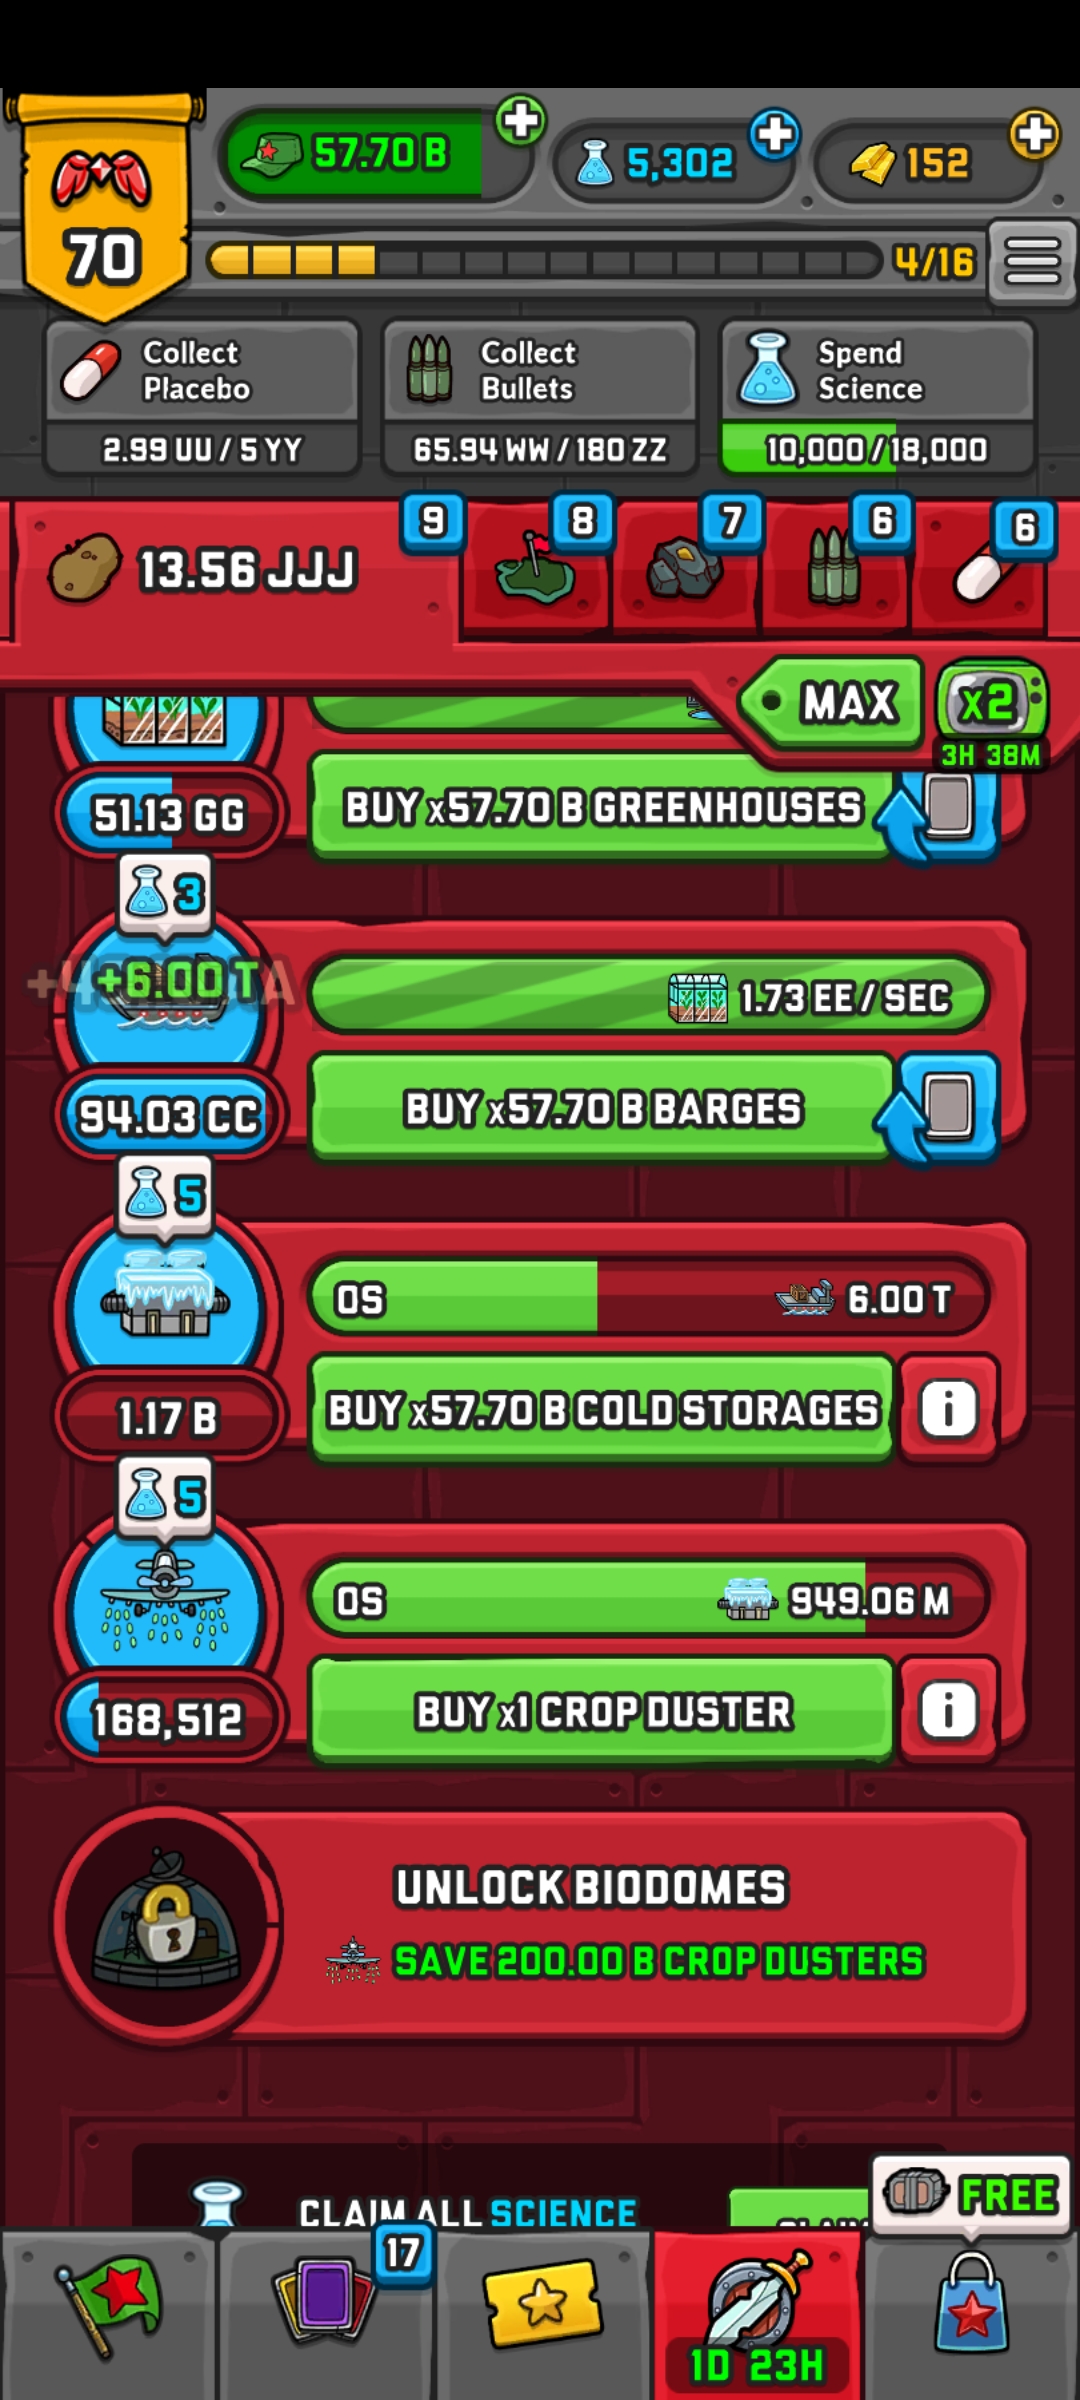 57.70 B
5,302
152
70
4/16
Collect
Placebo
2.99 UU / 5 YY
Collect
Bullets
65.94 WW / 180 ZZ
Spend
Science
10,000 / 18,000
13.56 JJJ
9
8
7
6
6
MAX
x2
3H 38M
51.13 GG
BUY x57.70 B GREENHOUSES
3
+6.00 T
1.73 EE / SEC
94.03 CC
BUY x57.70 B BARGES
5
0S
6.00 T
1.17 B
BUY x57.70 B COLD STORAGES
i
5
0S
949.06 M
168,512
BUY x1 CROP DUSTER
i
UNLOCK BIODOMES
SAVE 200.00 B CROP DUSTERS
CLAIM ALL SCIENCE
FREE
17
1D 23H